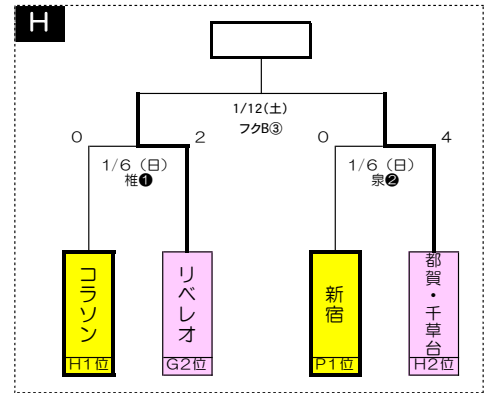 H
1/12(土)
フクB③
0 2 0 4
1/6（日） 1/6（日）
椎❶ 泉❷
コラソン
リベレオ
新宿
都賀・千草台
H1位 G2位 P1位 H2位